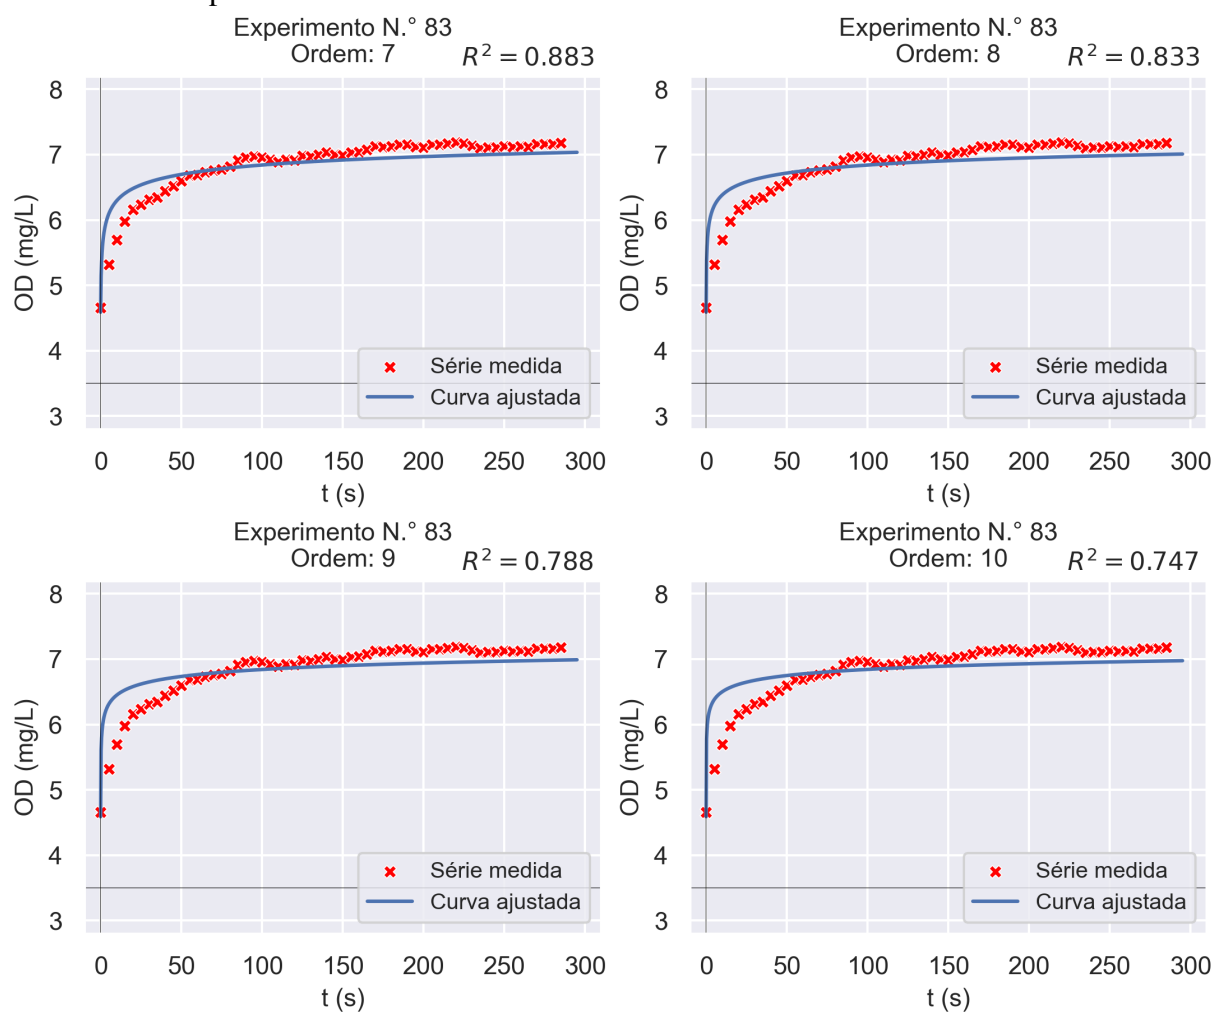 Experimento N.° 83
Ordem: 7 R² = 0.883
8
7
6
5
4
3
OD (mg/L)
Série medida
Curva ajustada
0 50 100 150 200 250 300
t (s)
Experimento N.° 83
Ordem: 8 R² = 0.833
8
7
6
5
4
3
OD (mg/L)
Série medida
Curva ajustada
0 50 100 150 200 250 300
t (s)
Experimento N.° 83
Ordem: 9 R² = 0.788
8
7
6
5
4
3
OD (mg/L)
Série medida
Curva ajustada
0 50 100 150 200 250 300
t (s)
Experimento N.° 83
Ordem: 10 R² = 0.747
8
7
6
5
4
3
OD (mg/L)
Série medida
Curva ajustada
0 50 100 150 200 250 300
t (s)